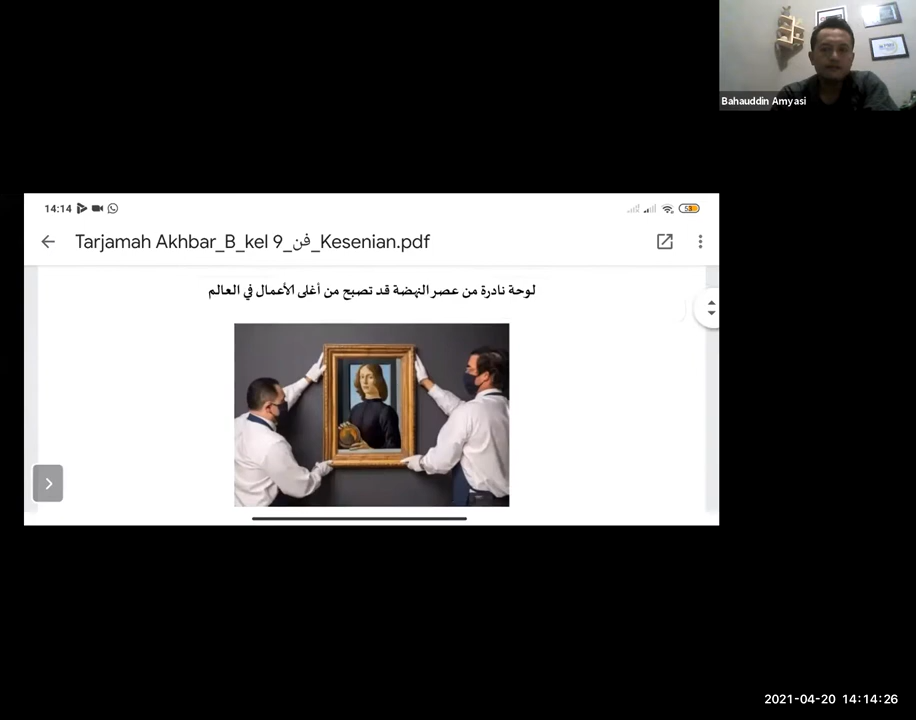 Bahauddin Amyasi
14:14
53
Tarjamah Akhbar_B_kel 9_فن_Kesenian.pdf
لوحة نادرة من عصر النهضة قد تصبح من أغلى الأعمال في العالم
2021-04-20 14:14:26